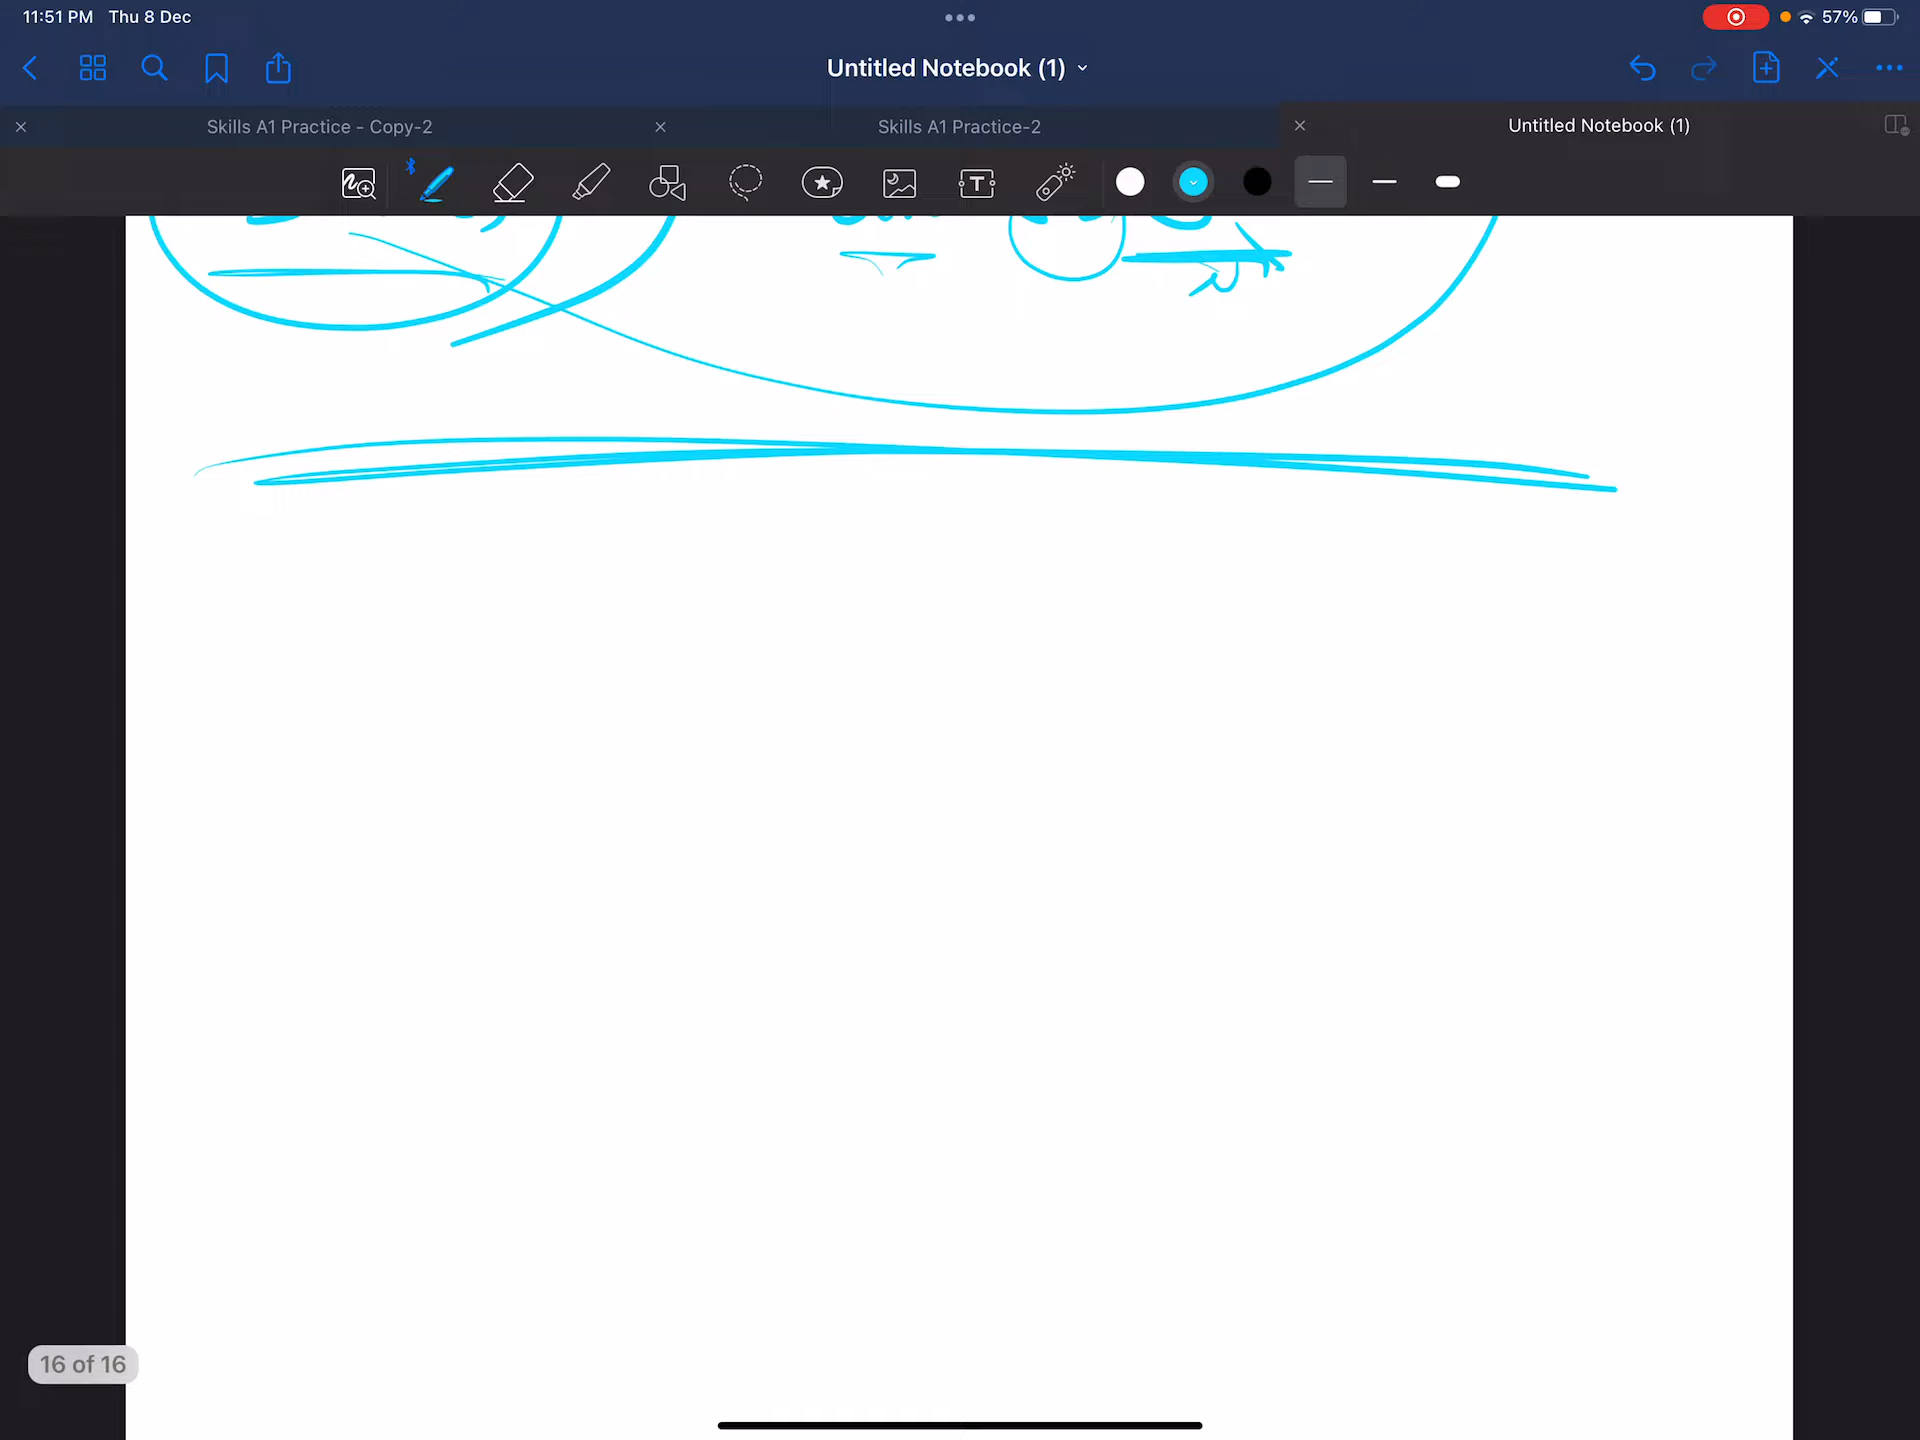 11:51 PM Thu 8 Dec
57%
Untitled Notebook (1)
Skills A1 Practice - Copy-2
Skills A1 Practice-2
Untitled Notebook (1)
T
16 of 16